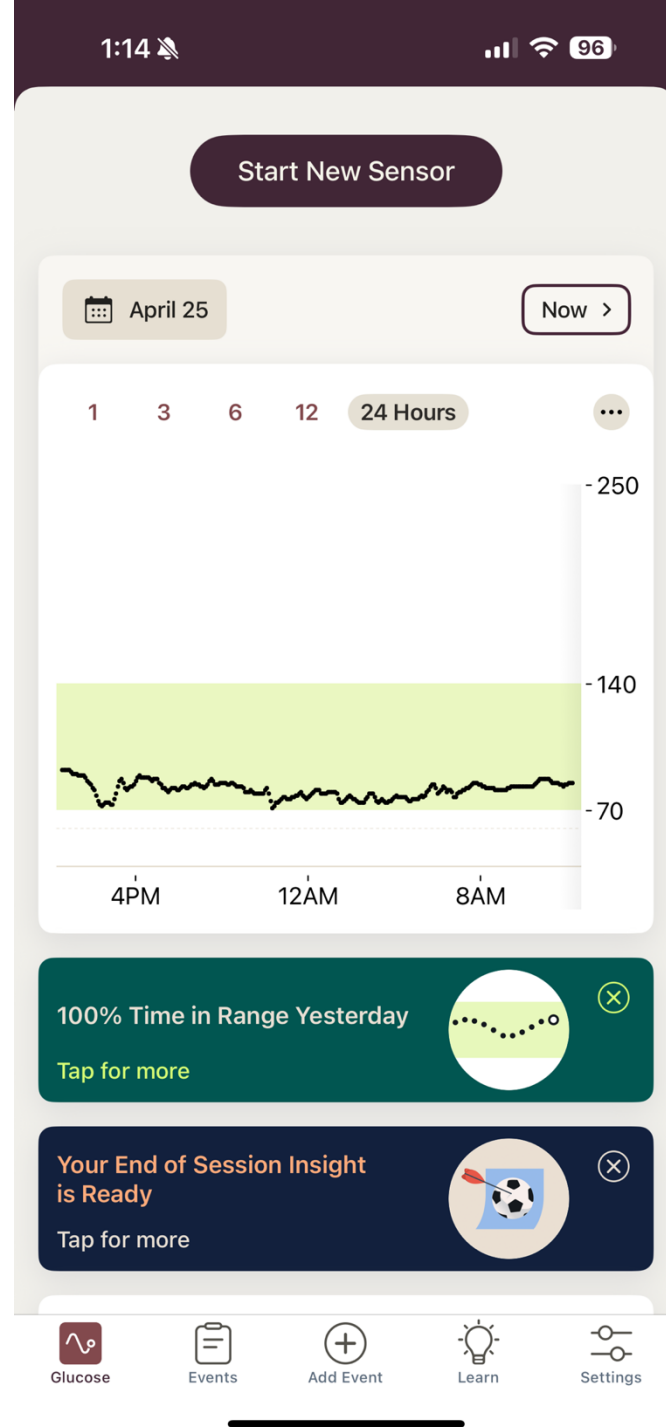 1:14 96
Start New Sensor
April 25 Now
1 3 6 12 24 Hours
250
140
70
4PM 12AM 8AM
100% Time in Range Yesterday
Tap for more
Your End of Session Insight
is Ready
Tap for more
Glucose Events Add Event Learn Settings